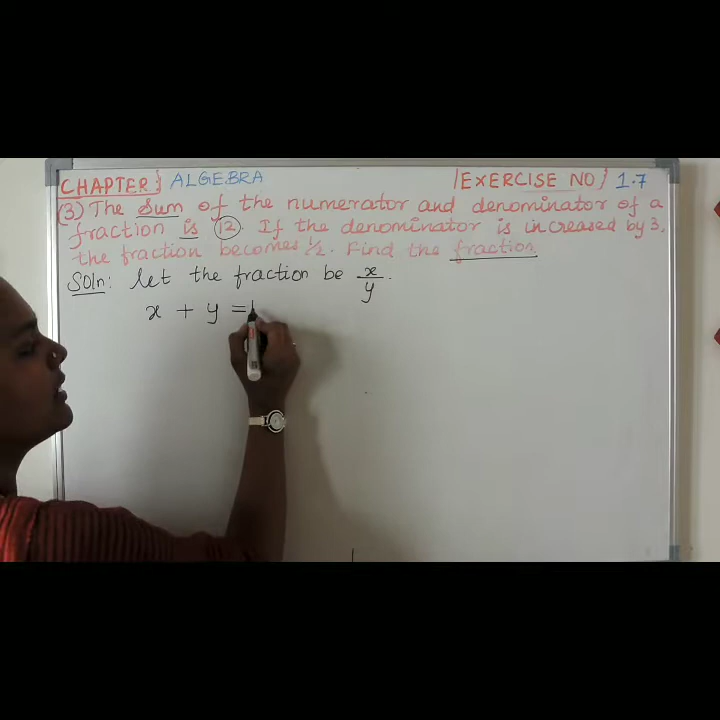 CHAPTER: ALGEBRA EXERCISE NO 1.7
(3) The Sum of the numerator and denominator of a
fraction is 12. If the denominator is increased by 3,
the fraction becomes 1/2. Find the fraction.
Soln: let the fraction be x/y.
x + y =